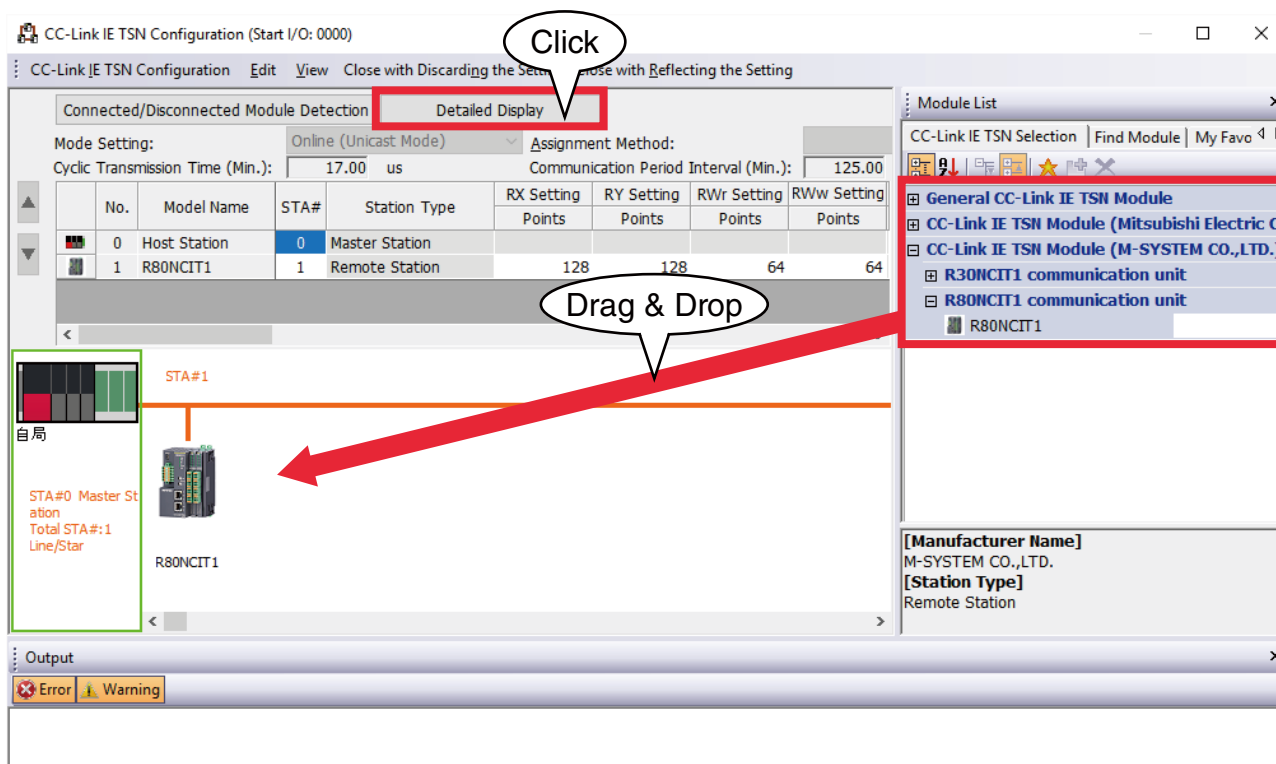 CC-Link IE TSN Configuration (Start I/O: 0000)
Click
CC-Link IE TSN Configuration Edit View Close with Discarding the Setting Close with Reflecting the Setting
Connected/Disconnected Module Detection Detailed Display
Mode Setting: Online (Unicast Mode) Assignment Method:
Cyclic Transmission Time (Min.): 17.00 us Communication Period Interval (Min.): 125.00
No. Model Name STA# Station Type RX Setting RY Setting RWr Setting RWw Setting
Points Points Points Points
0 Host Station 0 Master Station
1 R80NCIT1 1 Remote Station 128 128 64 64
Drag & Drop
STA#1
自局
STA#0 Master St
ation
Total STA#:1
Line/Star
R80NCIT1
Module List
CC-Link IE TSN Selection Find Module My Favo
General CC-Link IE TSN Module
CC-Link IE TSN Module (Mitsubishi Electric C
CC-Link IE TSN Module (M-SYSTEM CO.,LTD.)
R30NCIT1 communication unit
R80NCIT1 communication unit
R80NCIT1
[Manufacturer Name]
M-SYSTEM CO.,LTD.
[Station Type]
Remote Station
Output
Error Warning